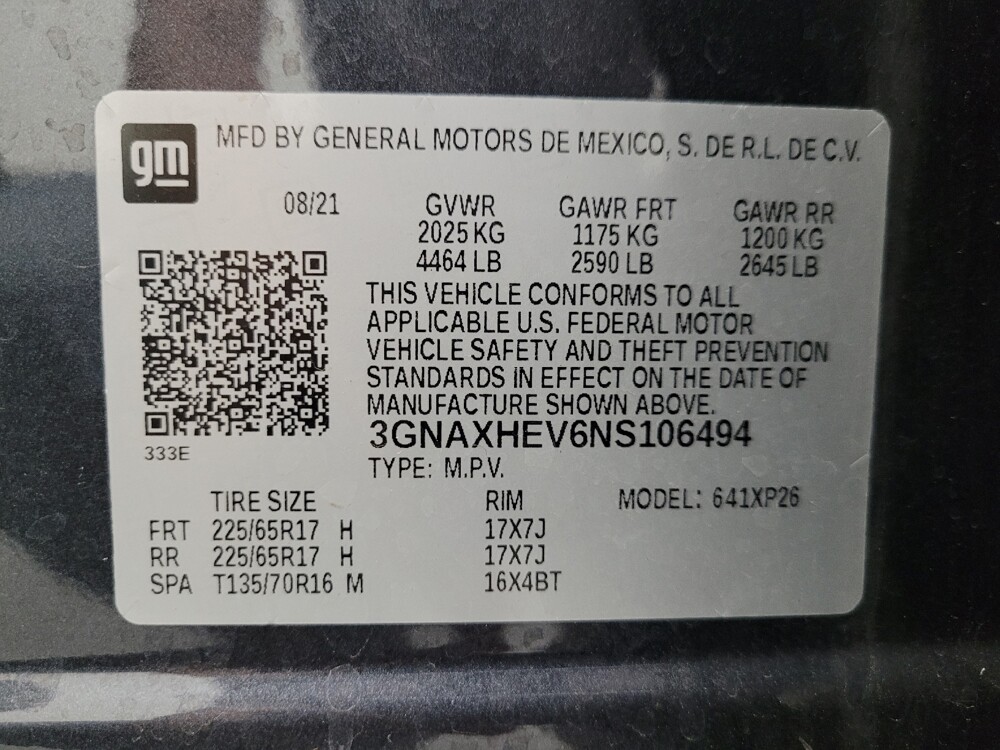 gm
MFD BY GENERAL MOTORS DE MEXICO, S. DE R.L. DE C.V.
08/21 GVWR GAWR FRT GAWR RR
2025 KG 1175 KG 1200 KG
4464 LB 2590 LB 2645 LB
THIS VEHICLE CONFORMS TO ALL
APPLICABLE U.S. FEDERAL MOTOR
VEHICLE SAFETY AND THEFT PREVENTION
STANDARDS IN EFFECT ON THE DATE OF
MANUFACTURE SHOWN ABOVE.
3GNAXHEV6NS106494
333E
TYPE: M.P.V.
TIRE SIZE RIM MODEL: 641XP26
FRT 225/65R17 H 17X7J
RR 225/65R17 H 17X7J
SPA T135/70R16 M 16X4BT